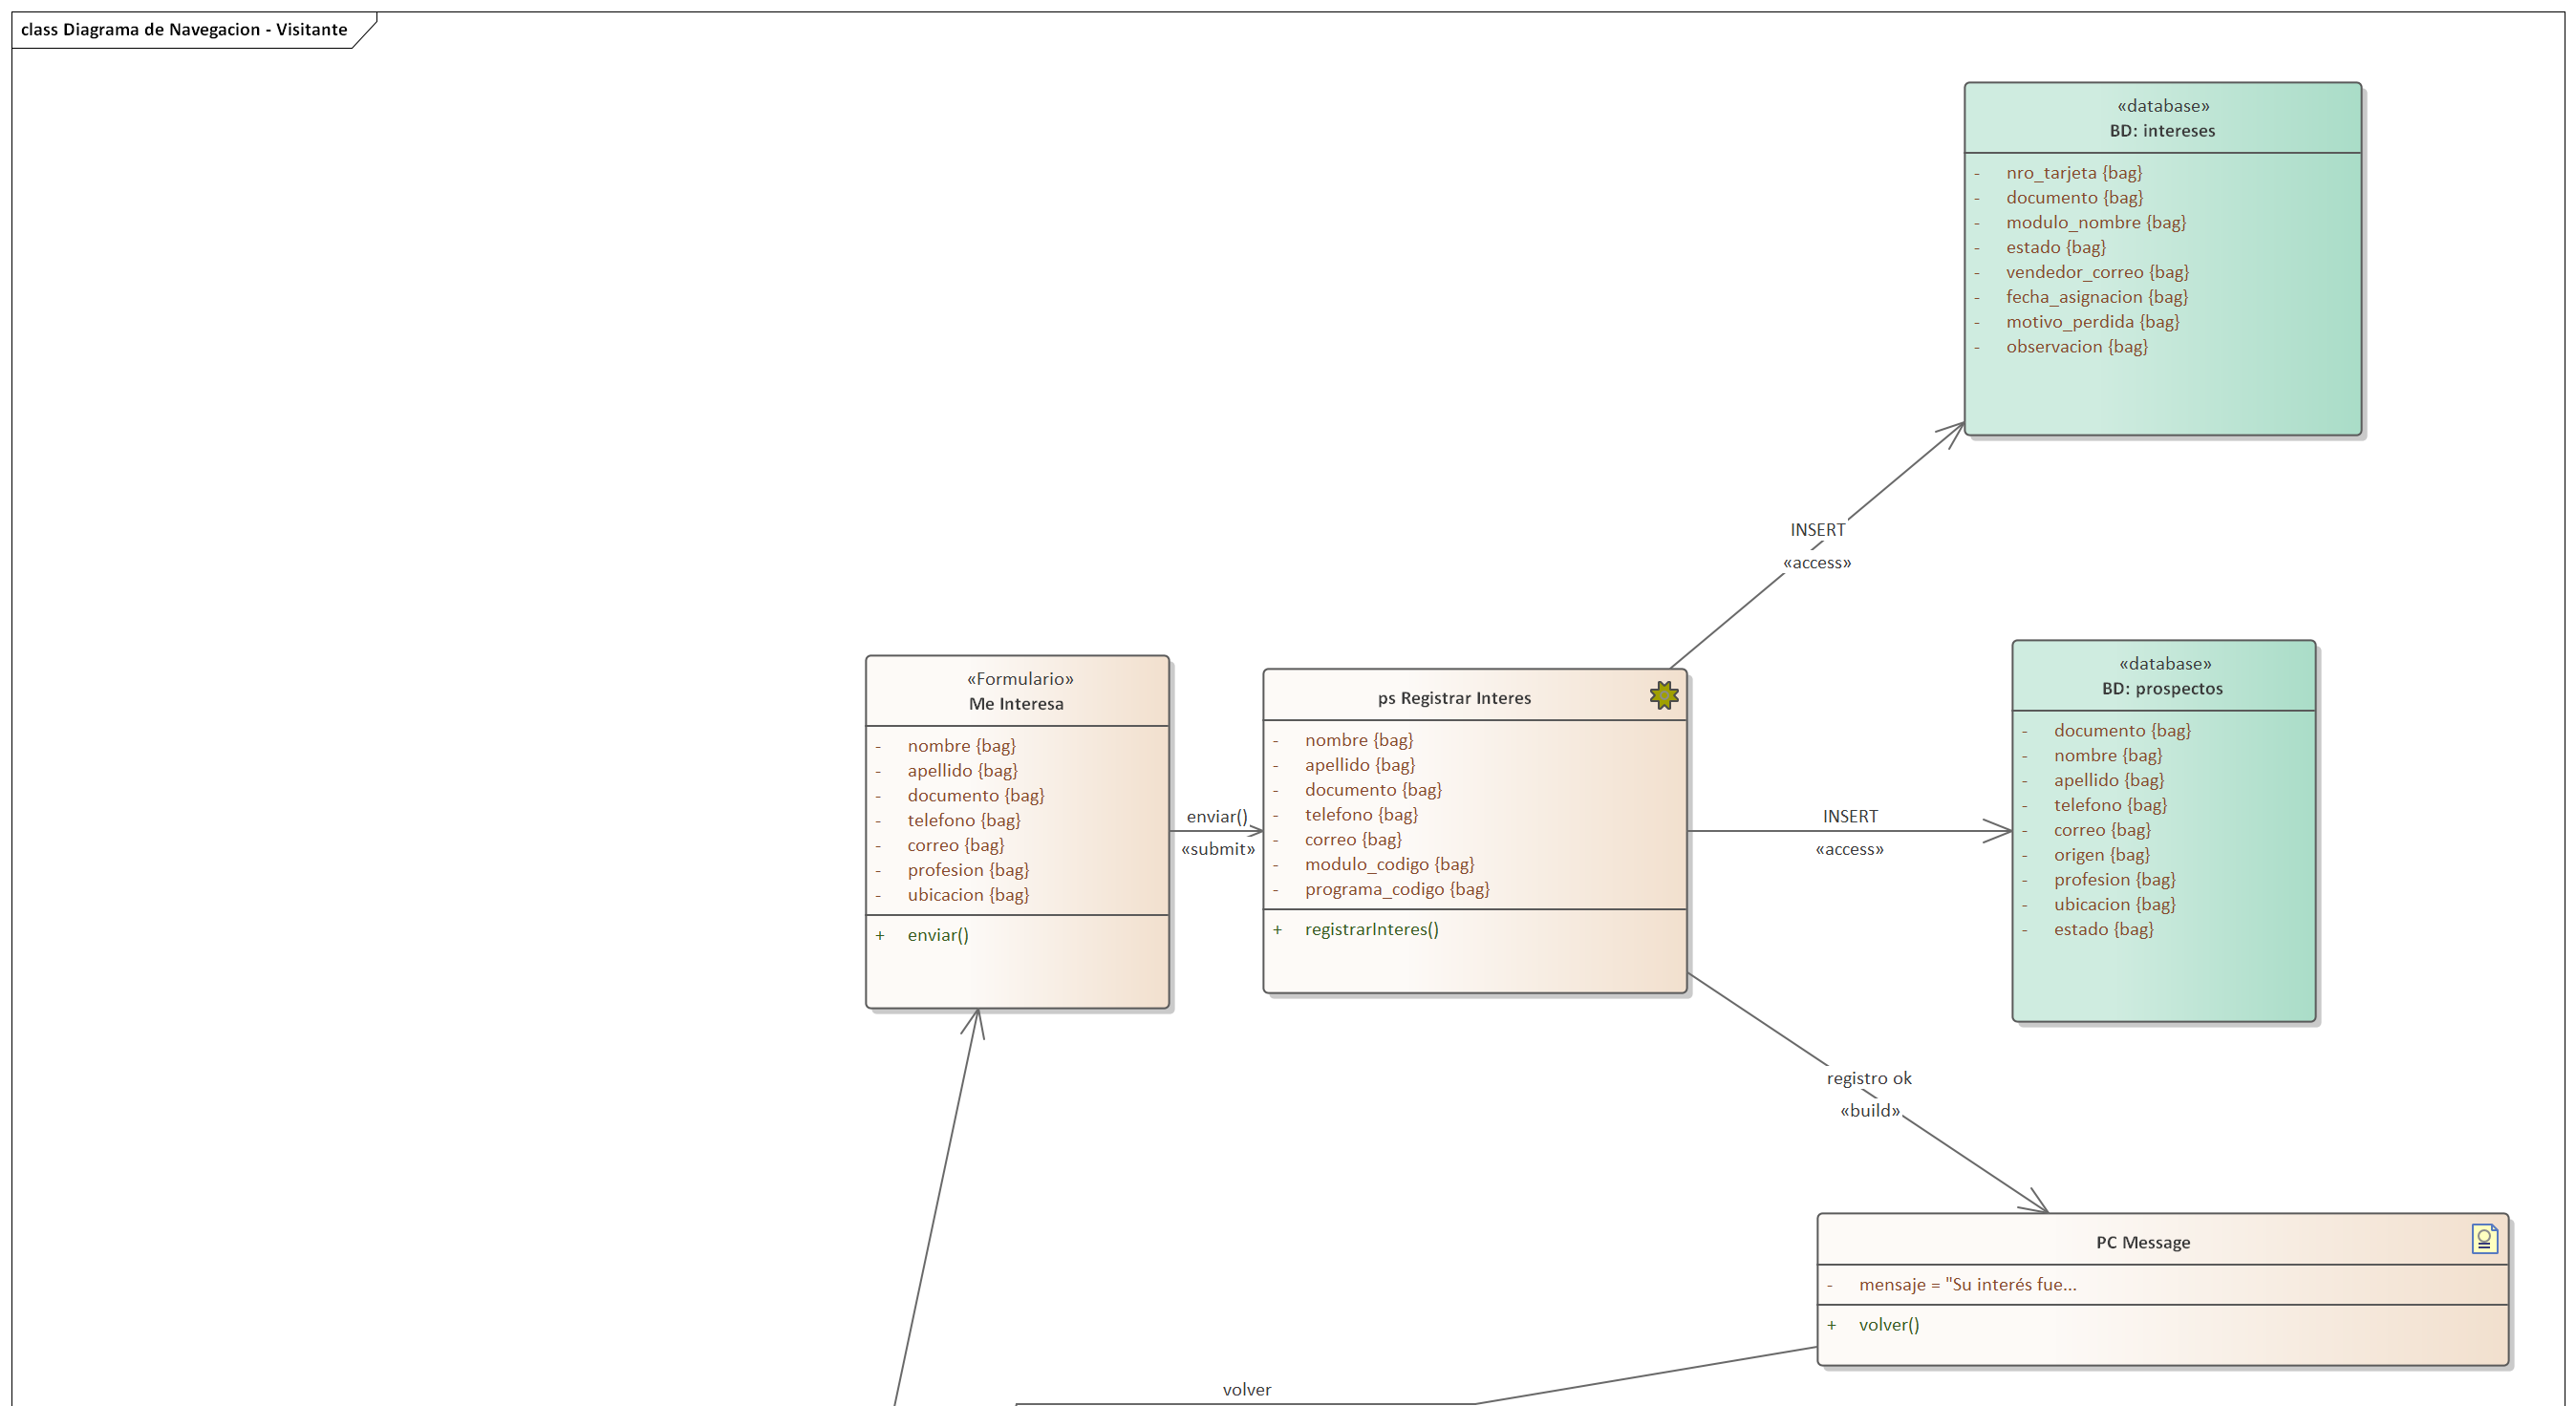 class Diagrama de Navegacion - Visitante
«database»
BD: intereses
- nro_tarjeta {bag}
- documento {bag}
- modulo_nombre {bag}
- estado {bag}
- vendedor_correo {bag}
- fecha_asignacion {bag}
- motivo_perdida {bag}
- observacion {bag}
INSERT
«access»
«Formulario»
Me Interesa
- nombre {bag}
- apellido {bag}
- documento {bag}
- telefono {bag}
- correo {bag}
- profesion {bag}
- ubicacion {bag}
+ enviar()
enviar()
«submit»
ps Registrar Interes
- nombre {bag}
- apellido {bag}
- documento {bag}
- telefono {bag}
- correo {bag}
- modulo_codigo {bag}
- programa_codigo {bag}
+ registrarInteres()
INSERT
«access»
«database»
BD: prospectos
- documento {bag}
- nombre {bag}
- apellido {bag}
- telefono {bag}
- correo {bag}
- origen {bag}
- profesion {bag}
- ubicacion {bag}
- estado {bag}
registro ok
«build»
PC Message
- mensaje = "Su interés fue...
+ volver()
volver